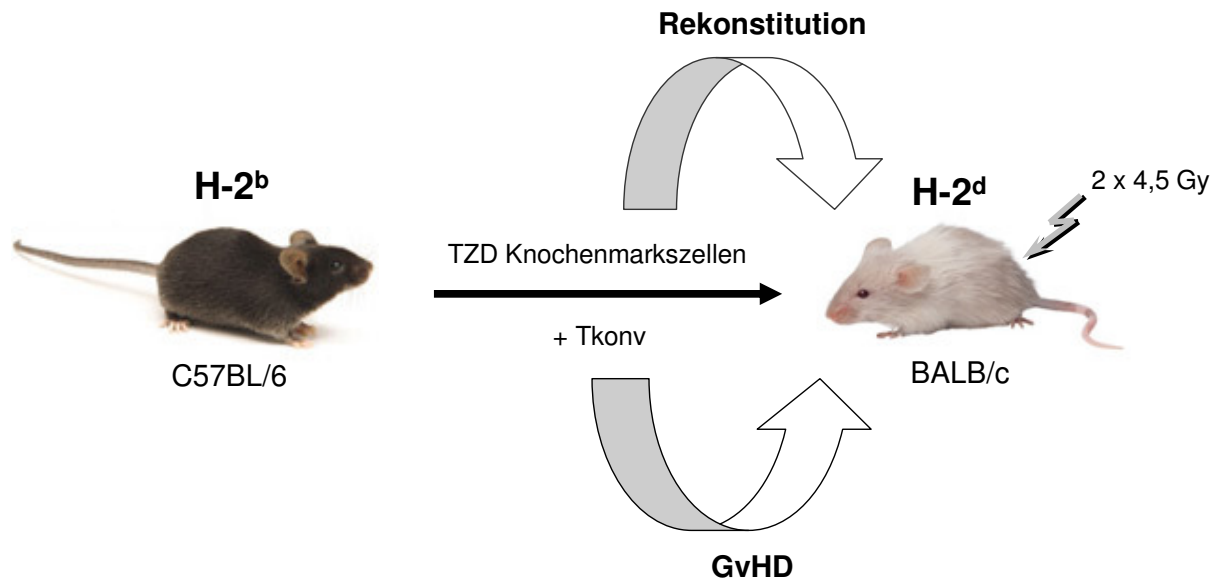 Rekonstitution
H-2ᵇ
H-2ᵈ
2 x 4,5 Gy
TZD Knochenmarkszellen
+ Tkonv
C57BL/6
BALB/c
GvHD